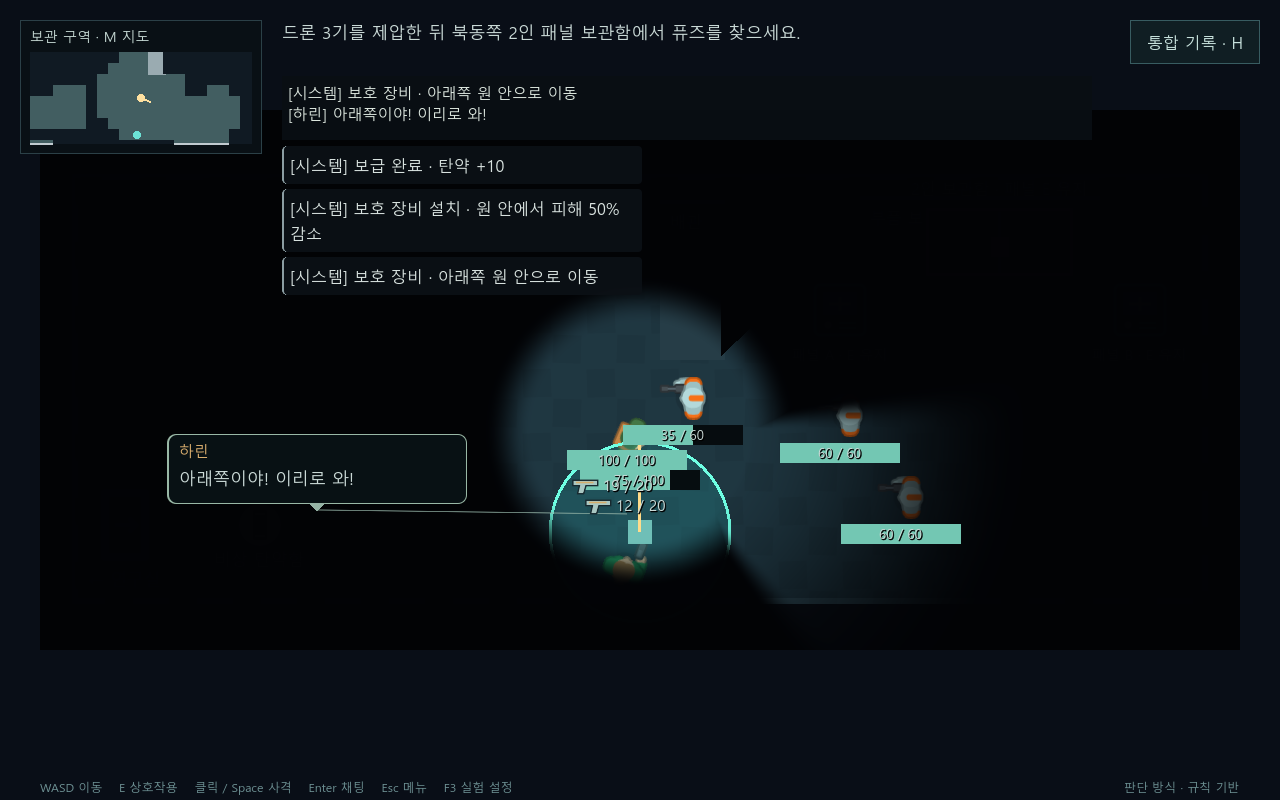 보관 구역 · M 지도
드론 3기를 제압한 뒤 북동쪽 2인 패널 보관함에서 퓨즈를 찾으세요.
통합 기록 · H
[시스템] 보호 장비 · 아래쪽 원 안으로 이동
[하린] 아래쪽이야! 이리로 와!
[시스템] 보급 완료 · 탄약 +10
[시스템] 보호 장비 설치 · 원 안에서 피해 50%
감소
[시스템] 보호 장비 · 아래쪽 원 안으로 이동
35 / 60
60 / 60
하린
아래쪽이야! 이리로 와!
100 / 100
75 / 100
19 / 20
12 / 20
60 / 60
WASD 이동 E 상호작용 클릭 / Space 사격 Enter 채팅 Esc 메뉴 F3 실험 설정
판단 방식 · 규칙 기반